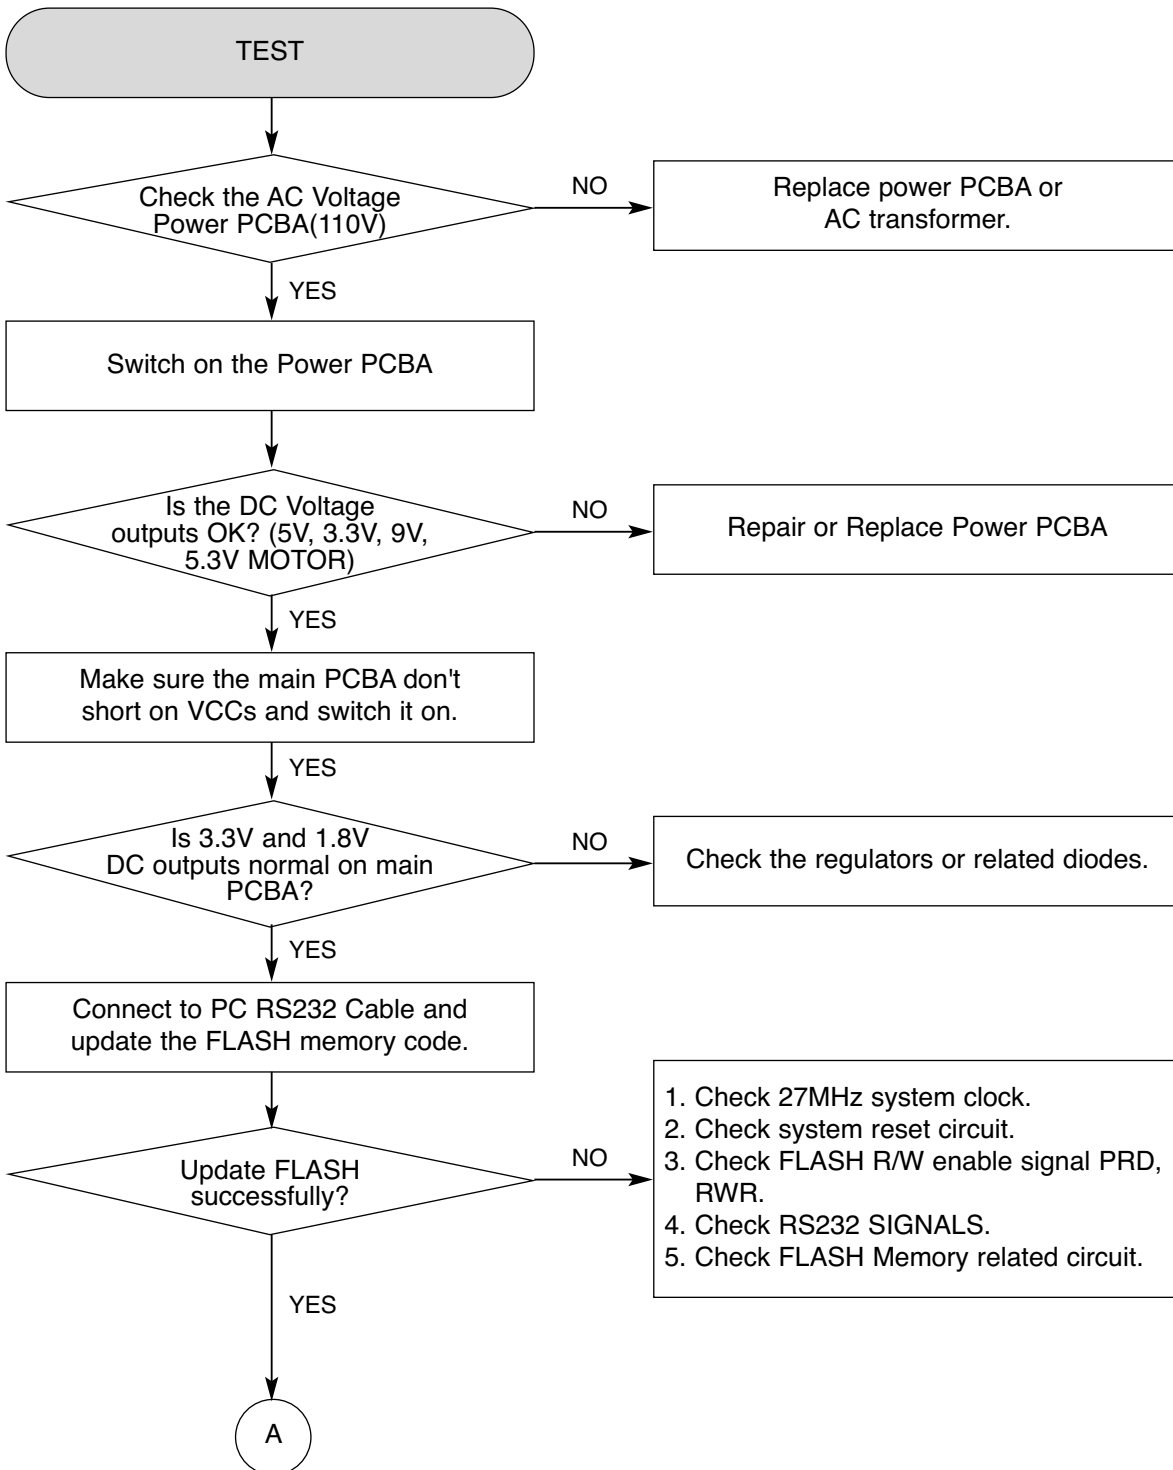 TEST
Check the AC Voltage
Power PCBA(110V)
NO
Replace power PCBA or
AC transformer.
YES
Switch on the Power PCBA
Is the DC Voltage
outputs OK? (5V, 3.3V, 9V,
5.3V MOTOR)
NO
Repair or Replace Power PCBA
YES
Make sure the main PCBA don't
short on VCCs and switch it on.
YES
Is 3.3V and 1.8V
DC outputs normal on main
PCBA?
NO
Check the regulators or related diodes.
YES
Connect to PC RS232 Cable and
update the FLASH memory code.
Update FLASH
successfully?
NO
1. Check 27MHz system clock.
2. Check system reset circuit.
3. Check FLASH R/W enable signal PRD,
RWR.
4. Check RS232 SIGNALS.
5. Check FLASH Memory related circuit.
YES
A